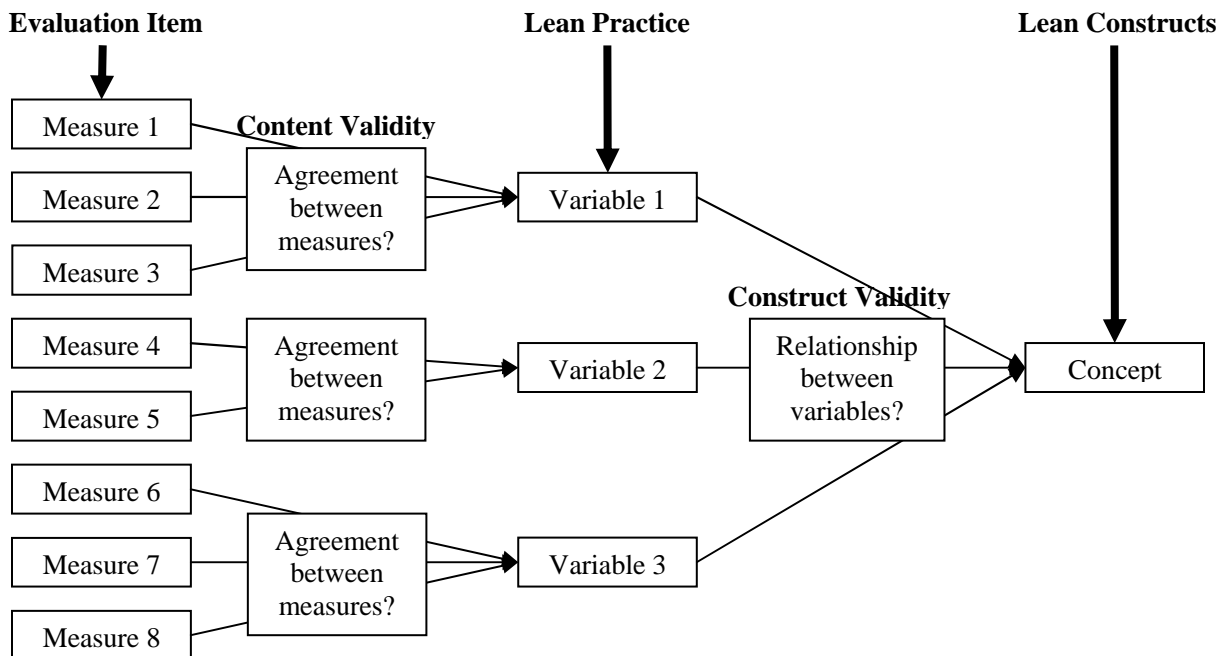 Evaluation Item
Lean Practice
Lean Constructs
Measure 1
Content Validity
Measure 2
Agreement
between
measures?
Variable 1
Measure 3
Construct Validity
Measure 4
Agreement
between
measures?
Variable 2
Relationship
between
variables?
Concept
Measure 5
Measure 6
Measure 7
Agreement
between
measures?
Variable 3
Measure 8